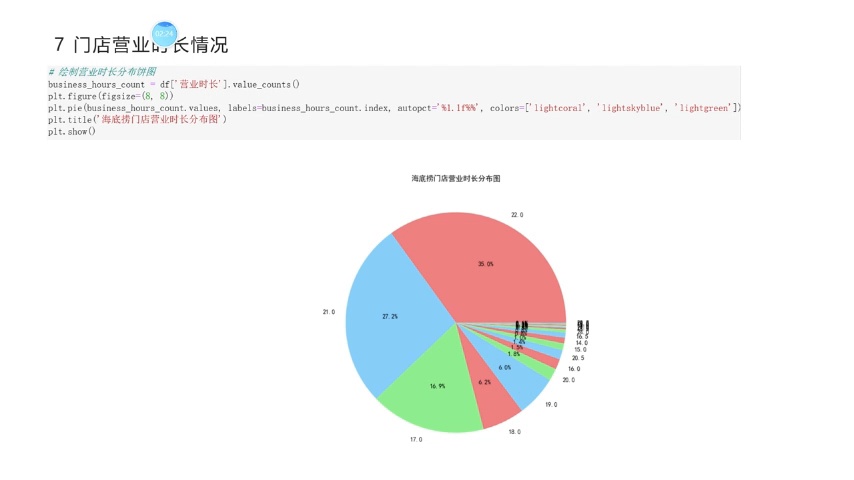 7 门店营业时长情况
02:24
# 绘制营业时长分布饼图
business_hours_count = df['营业时长'].value_counts()
plt.figure(figsize=(8, 8))
plt.pie(business_hours_count.values, labels=business_hours_count.index, autopct='%1.1f%%', colors=['lightcoral', 'lightskyblue', 'lightgreen'])
plt.title('海底捞门店营业时长分布图')
plt.show()
海底捞门店营业时长分布图
22.0
35.0%
21.0
27.2%
16.5
14.0
15.0
20.5
1.5%
1.8%
16.0
6.0%
20.0
6.2%
16.9%
19.0
18.0
17.0